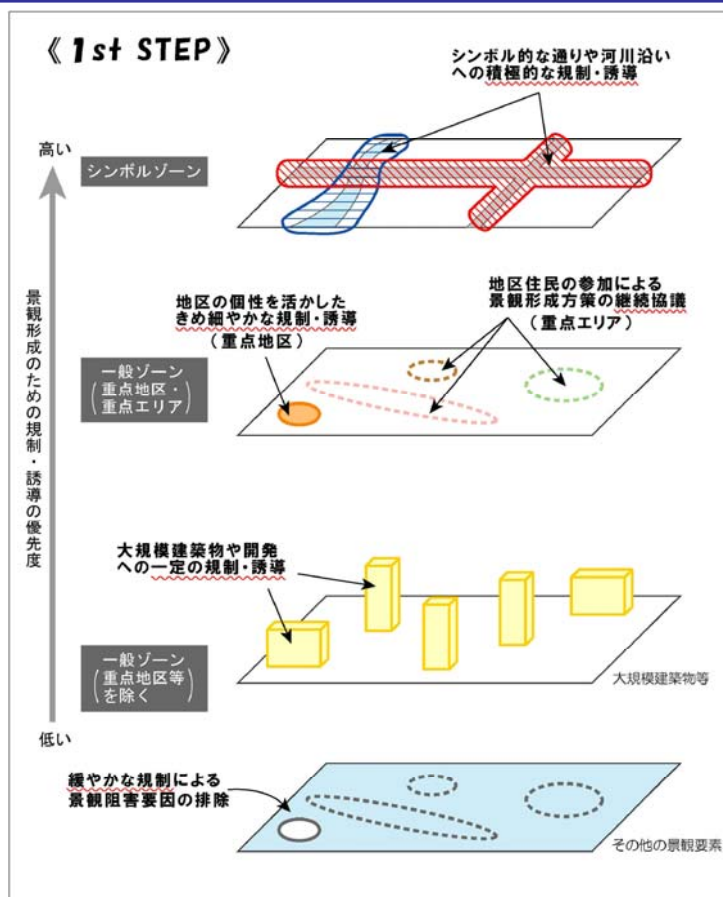 《1st STEP》
シンボル的な通りや河川沿い
への積極的な規制・誘導
高い
シンボルゾーン
地区の個性を活かした
きめ細やかな規制・誘導
(重点地区)
地区住民の参加による
景観形成方策の継続協議
(重点エリア)
景観形成のための規制・誘導の優先度
一般ゾーン
(重点地区・
重点エリア)
大規模建築物や開発
への一定の規制・誘導
一般ゾーン
(重点地区等
を除く)
大規模建築物等
低い
緩やかな規制による
景観阻害要因の排除
その他の景観要素